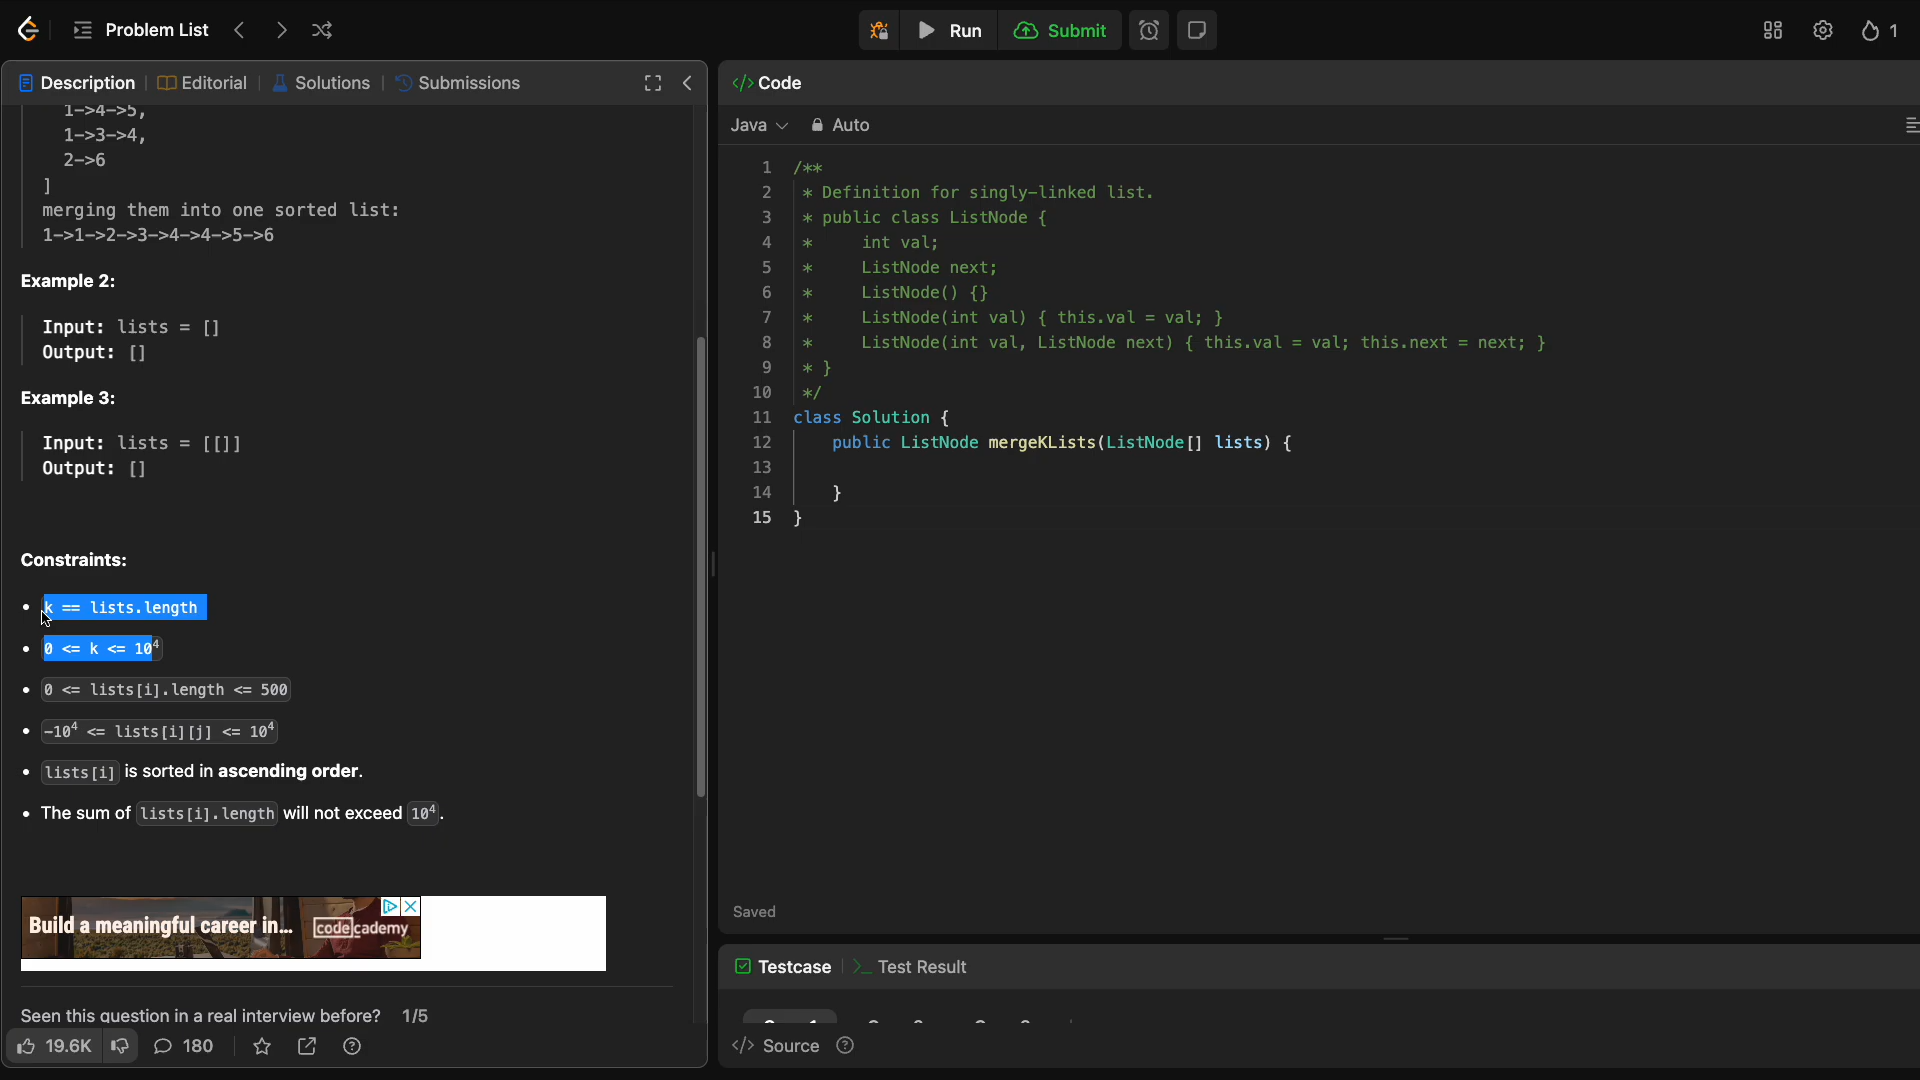 Problem List
Run
Submit
1
Description
Editorial
Solutions
Submissions
1->4->5,
1->3->4,
2->6
]
merging them into one sorted list:
1->1->2->3->4->4->5->6
Example 2:
Input: lists = []
Output: []
Example 3:
Input: lists = [[]]
Output: []
Constraints:
• k == lists.length
• 0 <= k <= 10⁴
• 0 <= lists[i].length <= 500
• -10⁴ <= lists[i][j] <= 10⁴
• lists[i] is sorted in ascending order.
• The sum of lists[i].length will not exceed 10⁴.
Build a meaningful career in...
codecademy
Seen this question in a real interview before? 1/5
19.6K
180
</> Code
Java
Auto
1 /**
2 * Definition for singly-linked list.
3 * public class ListNode {
4 *     int val;
5 *     ListNode next;
6 *     ListNode() {}
7 *     ListNode(int val) { this.val = val; }
8 *     ListNode(int val, ListNode next) { this.val = val; this.next = next; }
9 * }
10 */
11 class Solution {
12     public ListNode mergeKLists(ListNode[] lists) {
13
14     }
15 }
Saved
Testcase
>_ Test Result
</> Source